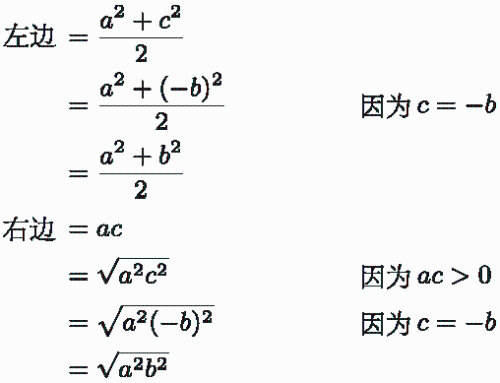 左边 = \frac{a^2 + c^2}{2}
= \frac{a^2 + (-b)^2}{2} 因为 c = -b
= \frac{a^2 + b^2}{2}
右边 = ac
= \sqrt{a^2c^2} 因为 ac > 0
= \sqrt{a^2(-b)^2} 因为 c = -b
= \sqrt{a^2b^2}